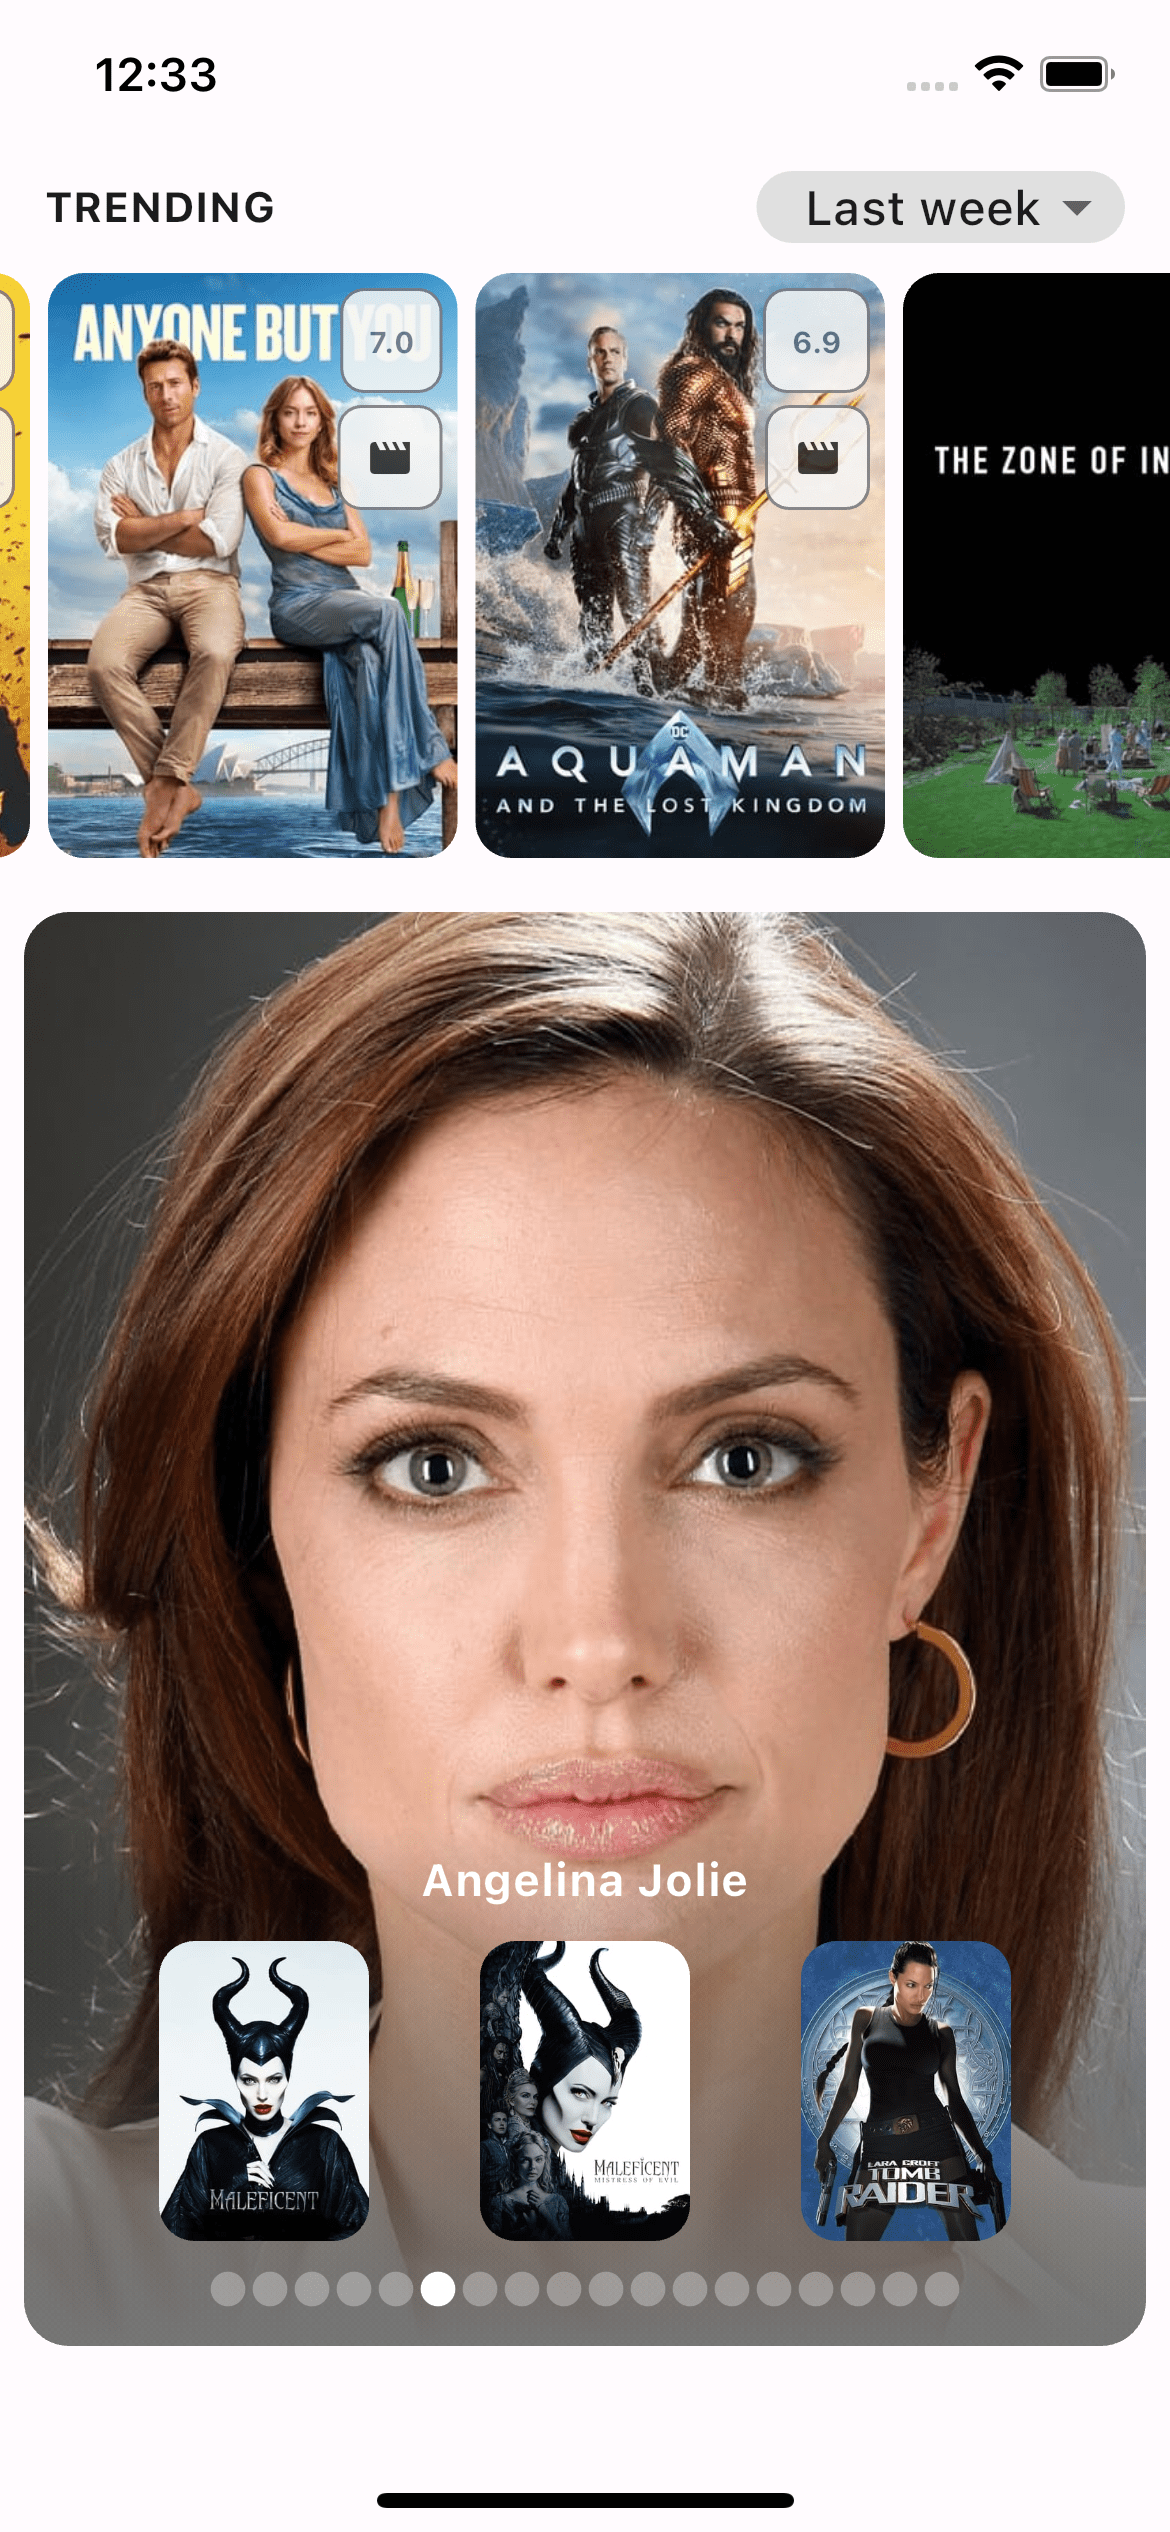 12:33
TRENDING
Last week
ANYONE BUT YOU
7.0
6.9
DC
AQUAMAN
AND THE LOST KINGDOM
THE ZONE OF IN
Angelina Jolie
MALEFICENT
MALEFICENT
MISTRESS OF EVIL
LARA CROFT
TOMB
RAIDER